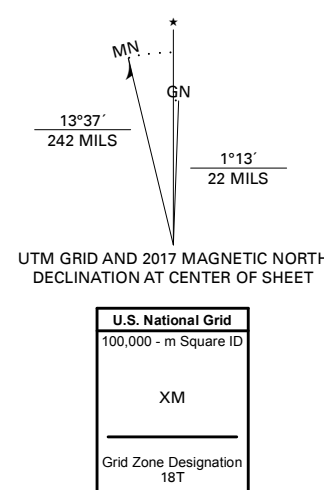 ★
MN
GN
13°37´
242 MILS
1°13´
22 MILS
UTM GRID AND 2017 MAGNETIC NORTH
DECLINATION AT CENTER OF SHEET
U.S. National Grid
100,000 - m Square ID
XM
Grid Zone Designation
18T